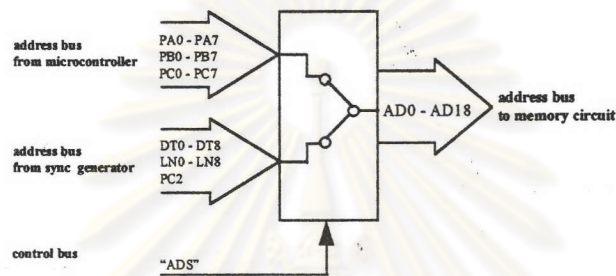 address bus
from microcontroller
PA0 - PA7
PB0 - PB7
PC0 - PC7
address bus
from sync generator
DT0 - DT8
LN0 - LN8
PC2
AD0 - AD18
address bus
to memory circuit
control bus
"ADS"